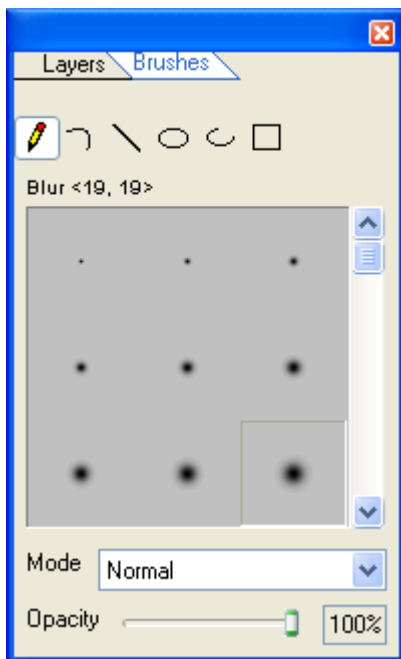 Layers Brushes
Blur <19, 19>
Mode Normal
Opacity 100%